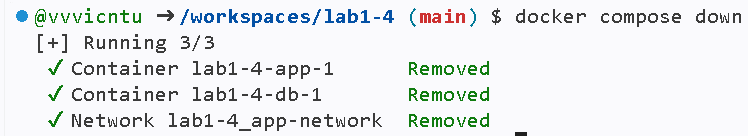 @vvvicntu ➜ /workspaces/lab1-4 (main) $ docker compose down
[+] Running 3/3
✔ Container lab1-4-app-1 Removed
✔ Container lab1-4-db-1 Removed
✔ Network lab1-4_app-network Removed